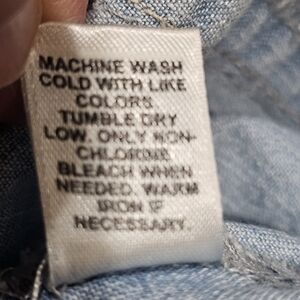 MACHINE WASH
COLD WITH LIKE
COLORS.
TUMBLE DRY
LOW. ONLY NON-
CHLORINE
BLEACH WHEN
NEEDED. WARM
IRON IF
NECESSARY.